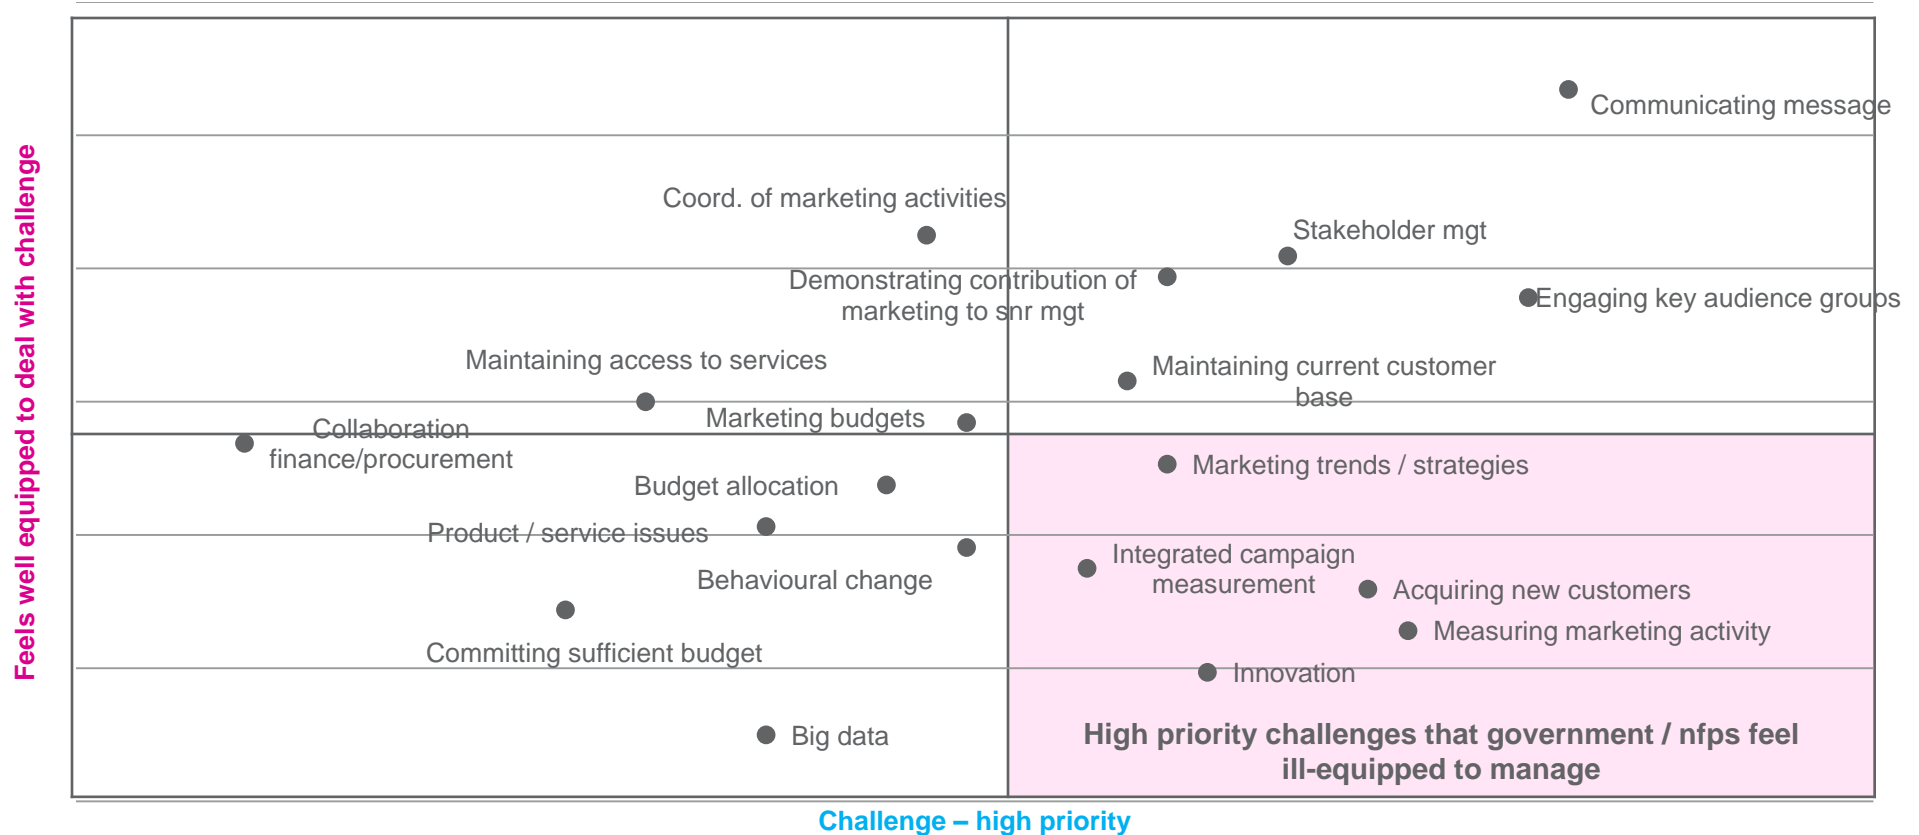 Communicating message
Coord. of marketing activities
Stakeholder mgt
Demonstrating contribution of
marketing to snr mgt
Engaging key audience groups
Maintaining access to services
Maintaining current customer
base
Marketing budgets
Collaboration
finance/procurement
Marketing trends / strategies
Budget allocation
Product / service issues
Integrated campaign
measurement
Behavioural change
Acquiring new customers
Measuring marketing activity
Committing sufficient budget
Innovation
Big data
High priority challenges that government / nfps feel
ill-equipped to manage
Feels well equipped to deal with challenge
Challenge – high priority